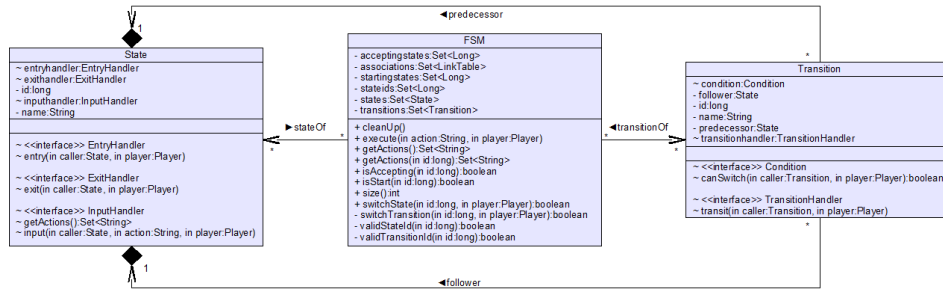 ◄predecessor
1
*
State
~ entryhandler:EntryHandler
~ exithandler:ExitHandler
- id:long
~ inputhandler:InputHandler
- name:String
~ <<interface>> EntryHandler
~ entry(in caller:State, in player:Player)
~ <<interface>> ExitHandler
~ exit(in caller:State, in player:Player)
~ <<interface>> InputHandler
~ getActions():Set<String>
~ input(in caller:State, in action:String, in player:Player)
►stateOf
*
*
FSM
- acceptingstates:Set<Long>
- associations:Set<LinkTable>
- startingstates:Set<Long>
- stateids:Set<Long>
- states:Set<State>
- transitions:Set<Transition>
+ cleanUp()
+ execute(in action:String, in player:Player)
+ getActions():Set<String>
+ getActions(in id:long):Set<String>
+ isAccepting(in id:long):boolean
+ isStart(in id:long):boolean
+ size():int
+ switchState(in id:long, in player:Player):boolean
- switchTransition(in id:long, in player:Player):boolean
- validStateId(in id:long):boolean
- validTransitionId(in id:long):boolean
◄transitionOf
*
*
Transition
~ condition:Condition
- follower:State
- id:long
- name:String
- predecessor:State
~ transitionhandler:TransitionHandler
~ <<interface>> Condition
~ canSwitch(in caller:Transition, in player:Player):boolean
~ <<interface>> TransitionHandler
~ transit(in caller:Transition, in player:Player)
1
*
◄follower